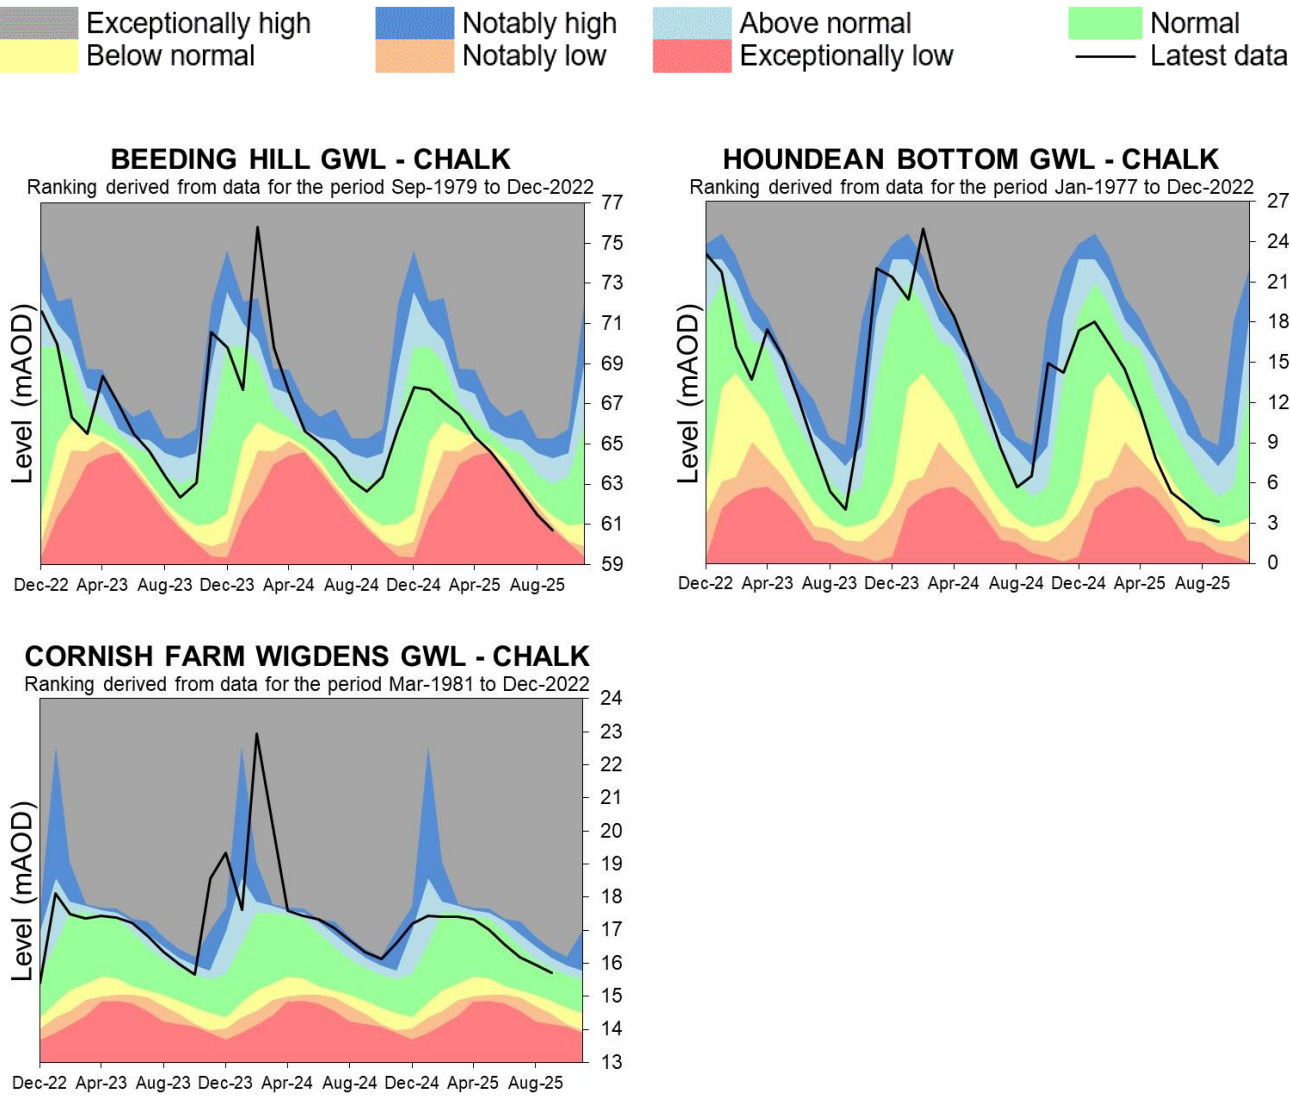 Exceptionally high Notably high Above normal Normal
Below normal Notably low Exceptionally low Latest data
BEEDING HILL GWL - CHALK
Ranking derived from data for the period Sep-1979 to Dec-2022
77
75
73
71
69
67
65
63
61
59
Level (mAOD)
Dec-22 Apr-23 Aug-23 Dec-23 Apr-24 Aug-24 Dec-24 Apr-25 Aug-25
HOUNDEAN BOTTOM GWL - CHALK
Ranking derived from data for the period Jan-1977 to Dec-2022
27
24
21
18
15
12
9
6
3
0
Level (mAOD)
Dec-22 Apr-23 Aug-23 Dec-23 Apr-24 Aug-24 Dec-24 Apr-25 Aug-25
CORNISH FARM WIGDENS GWL - CHALK
Ranking derived from data for the period Mar-1981 to Dec-2022
24
23
22
21
20
19
18
17
16
15
14
13
Level (mAOD)
Dec-22 Apr-23 Aug-23 Dec-23 Apr-24 Aug-24 Dec-24 Apr-25 Aug-25